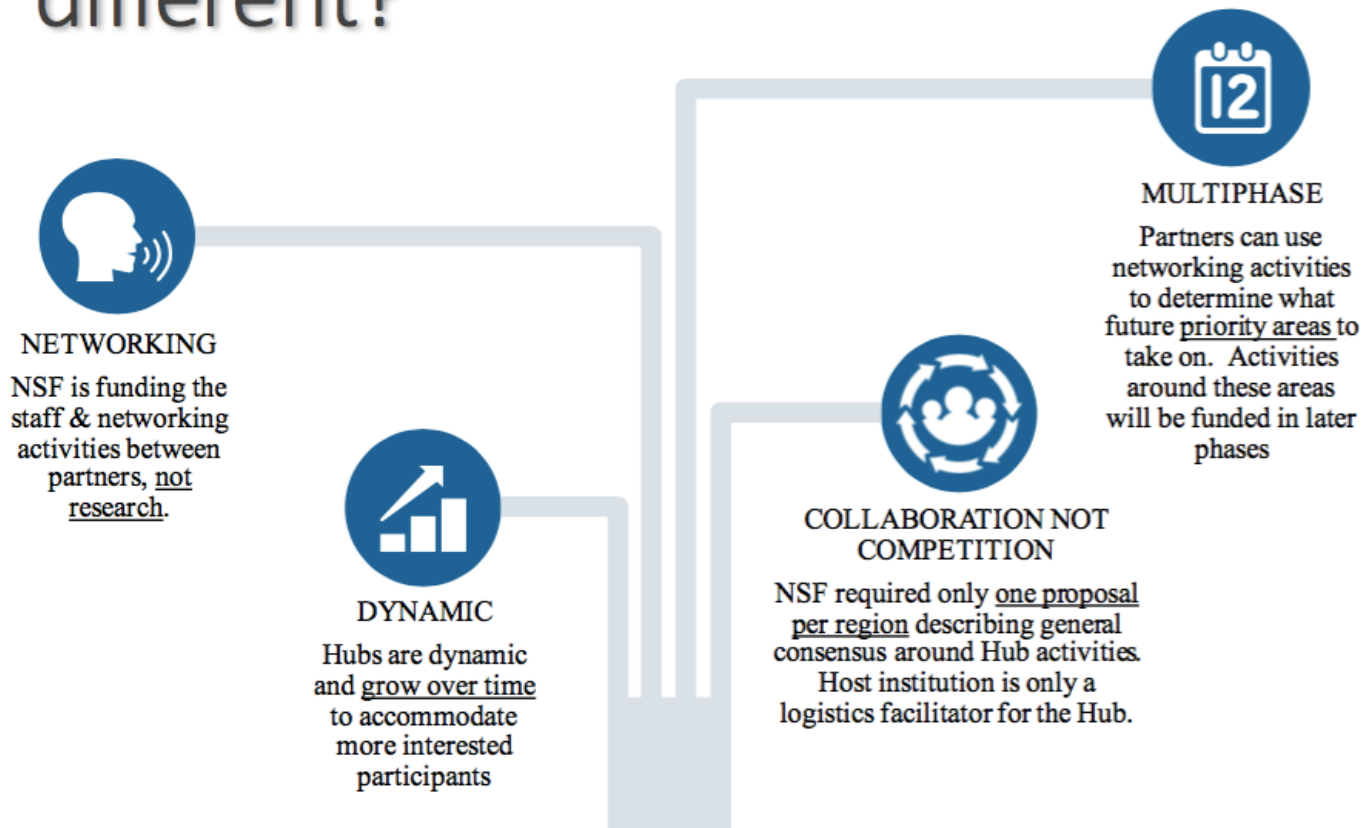 different?
12
MULTIPHASE
Partners can use
networking activities
to determine what
future priority areas to
take on. Activities
around these areas
will be funded in later
phases
NETWORKING
NSF is funding the
staff & networking
activities between
partners, not
research.
COLLABORATION NOT
COMPETITION
NSF required only one proposal
per region describing general
consensus around Hub activities.
Host institution is only a
logistics facilitator for the Hub.
DYNAMIC
Hubs are dynamic
and grow over time
to accommodate
more interested
participants